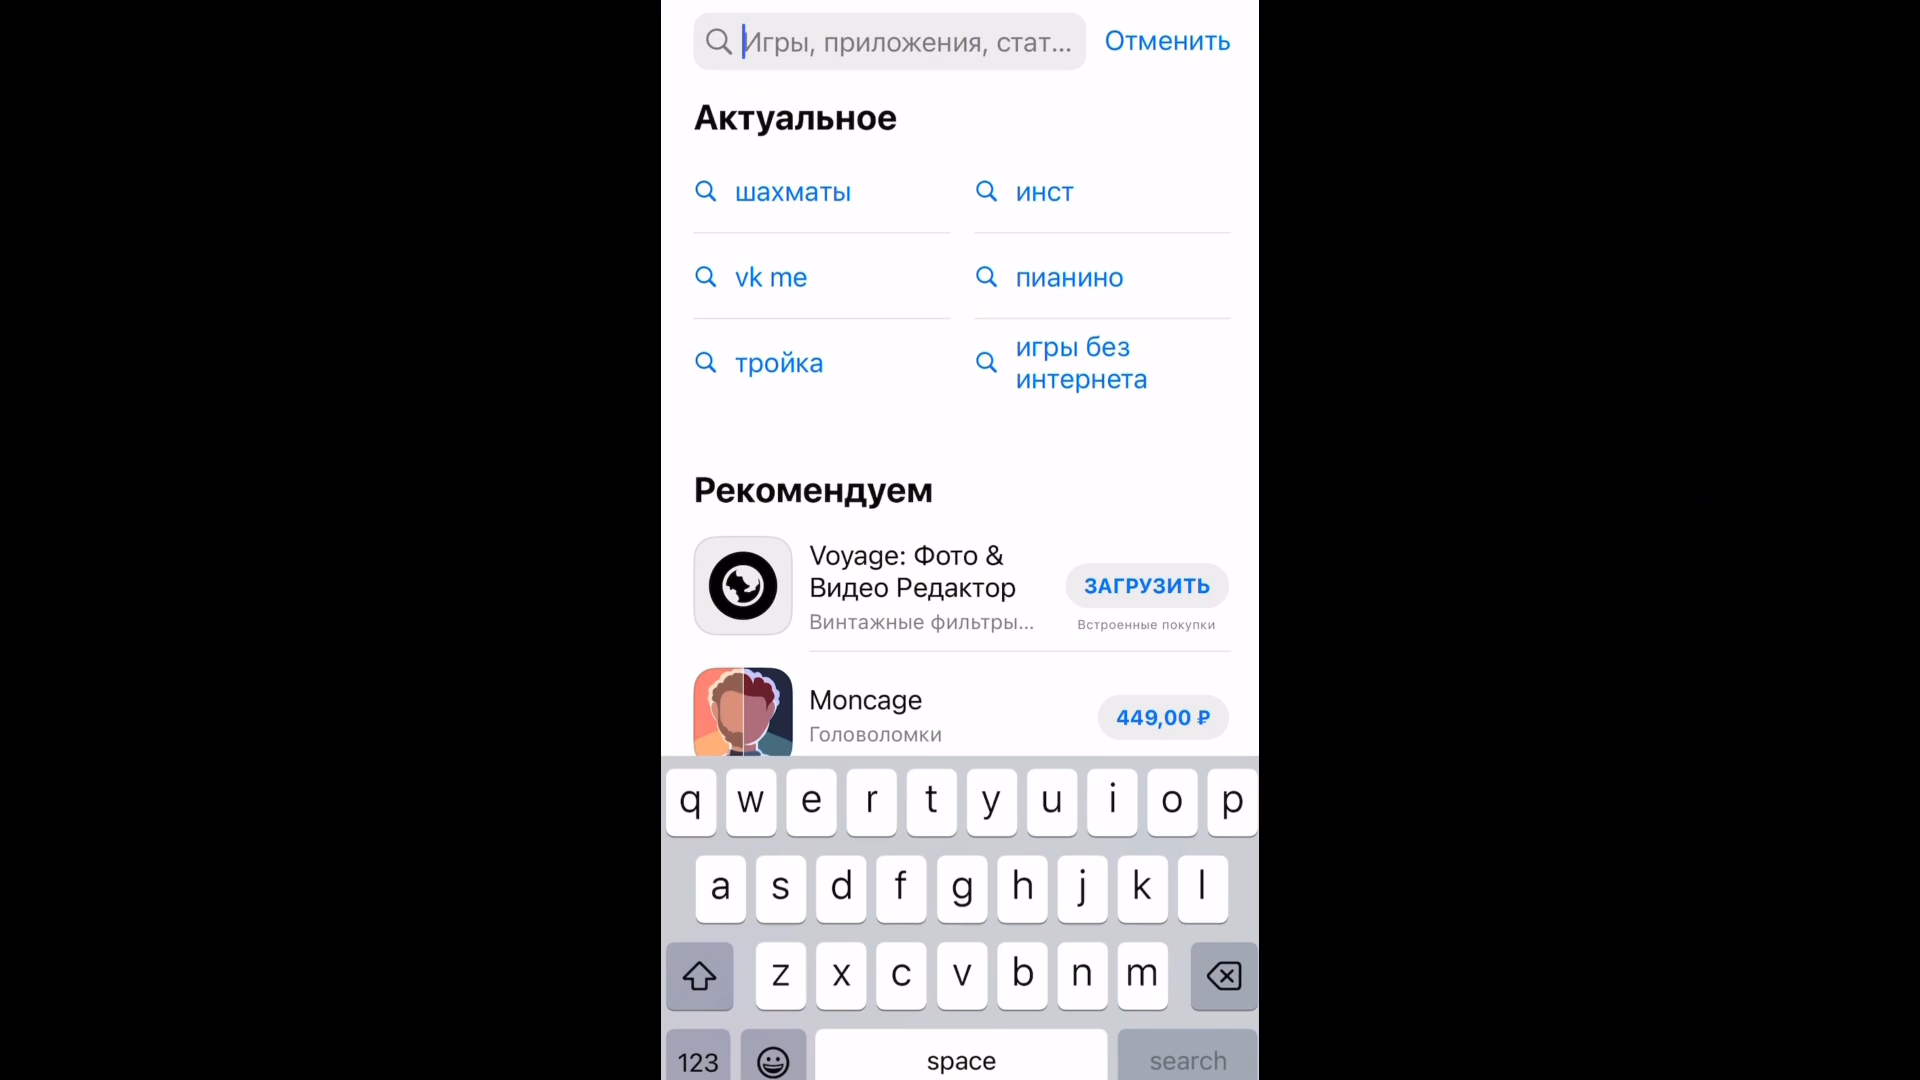 Игры, приложения, стат...
Отменить
Актуальное
шахматы
инст
vk me
пианино
тройка
игры без
интернета
Рекомендуем
Voyage: Фото &
Видео Редактор
Винтажные фильтры...
ЗАГРУЗИТЬ
Встроенные покупки
Moncage
Головоломки
449,00 ₽
q w e r t y u i o p
a s d f g h j k l
z x c v b n m
123 space search